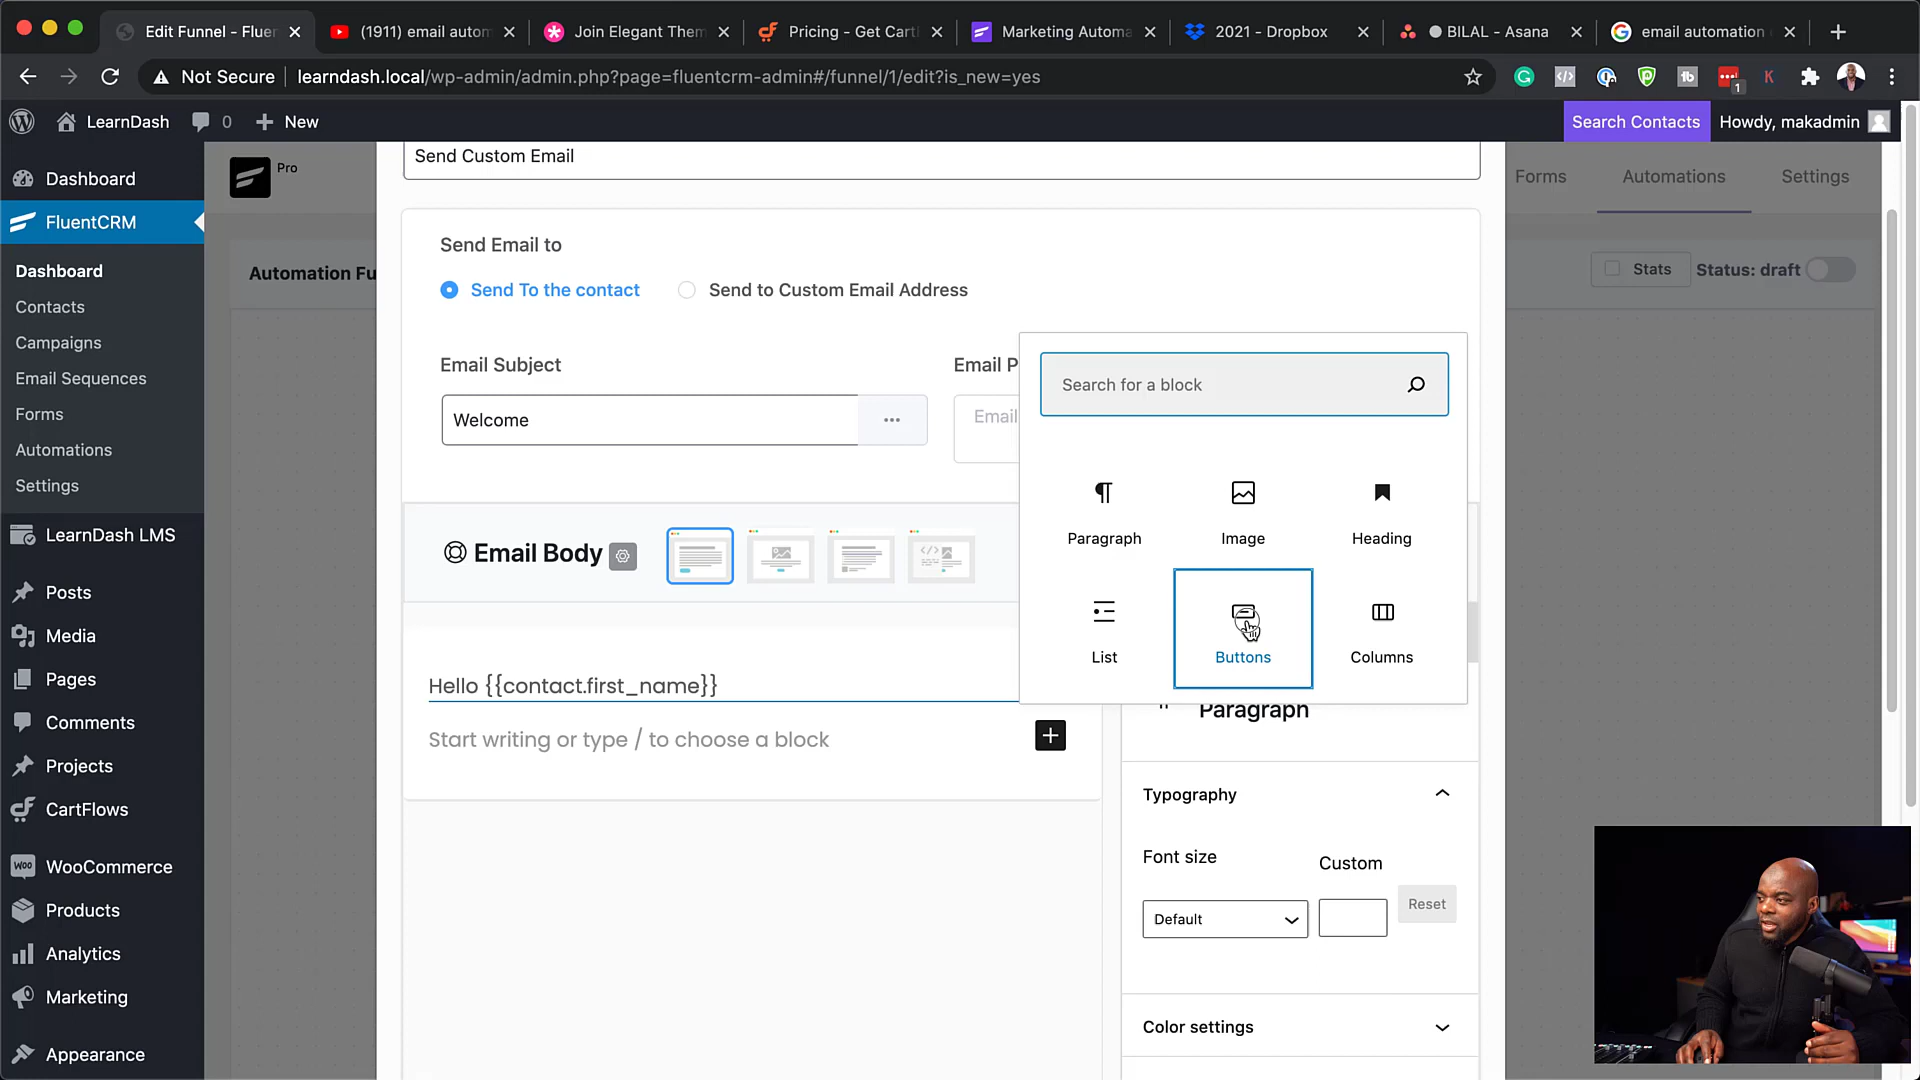 Edit Funnel - Fluer
(1911) email autom
Join Elegant Them
Pricing - Get Carti
Marketing Automa
2021 - Dropbox
BILAL - Asana
email automation
Not Secure
learndash.local/wp-admin/admin.php?page=fluentcrm-admin#/funnel/1/edit?is_new=yes
1
LearnDash
0
New
Search Contacts
Howdy, makadmin
Dashboard
FluentCRM
Dashboard
Contacts
Campaigns
Email Sequences
Forms
Automations
Settings
LearnDash LMS
Posts
Media
Pages
Comments
Projects
CartFlows
WooCommerce
Products
Analytics
Marketing
Appearance
Pro
Forms
Automations
Settings
Automation Fu
Stats
Status: draft
Send Custom Email
Send Email to
Send To the contact
Send to Custom Email Address
Email Subject
Email P
Welcome
Email
Search for a block
Paragraph
Image
Heading
List
Buttons
Columns
Email Body
Hello {{contact.first_name}}
Start writing or type / to choose a block
Paragraph
Typography
Font size
Custom
Default
Reset
Color settings